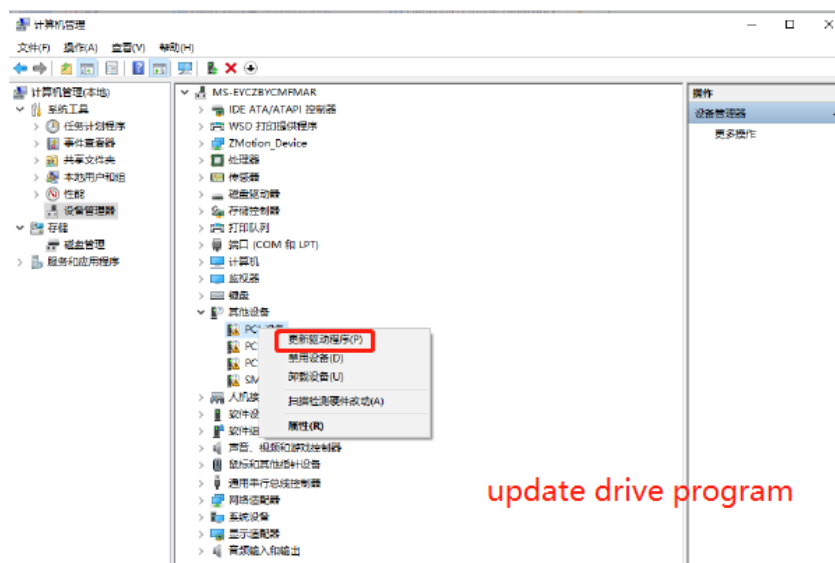 计算机管理
文件(F) 操作(A) 查看(V) 帮助(H)
计算机管理(本地)
系统工具
任务计划程序
事件查看器
共享文件夹
本地用户和组
性能
设备管理器
存储
磁盘管理
服务和应用程序
MS-EYCZBYCMFMAR
IDE ATA/ATAPI 控制器
WSD 打印提供程序
ZMotion_Device
处理器
传感器
磁盘驱动器
存储控制器
打印队列
端口 (COM 和 LPT)
计算机
监视器
键盘
其他设备
PCI 设备
PC
PC
SIM
人机接
软件设
软件组
声音、视频和游戏控制器
鼠标和其他指针设备
通用串行总线控制器
网络适配器
系统设备
显示适配器
音频输入和输出
更新驱动程序(P)
禁用设备(D)
卸载设备(U)
扫描检测硬件改动(A)
属性(R)
操作
设备管理器
更多操作
update drive program